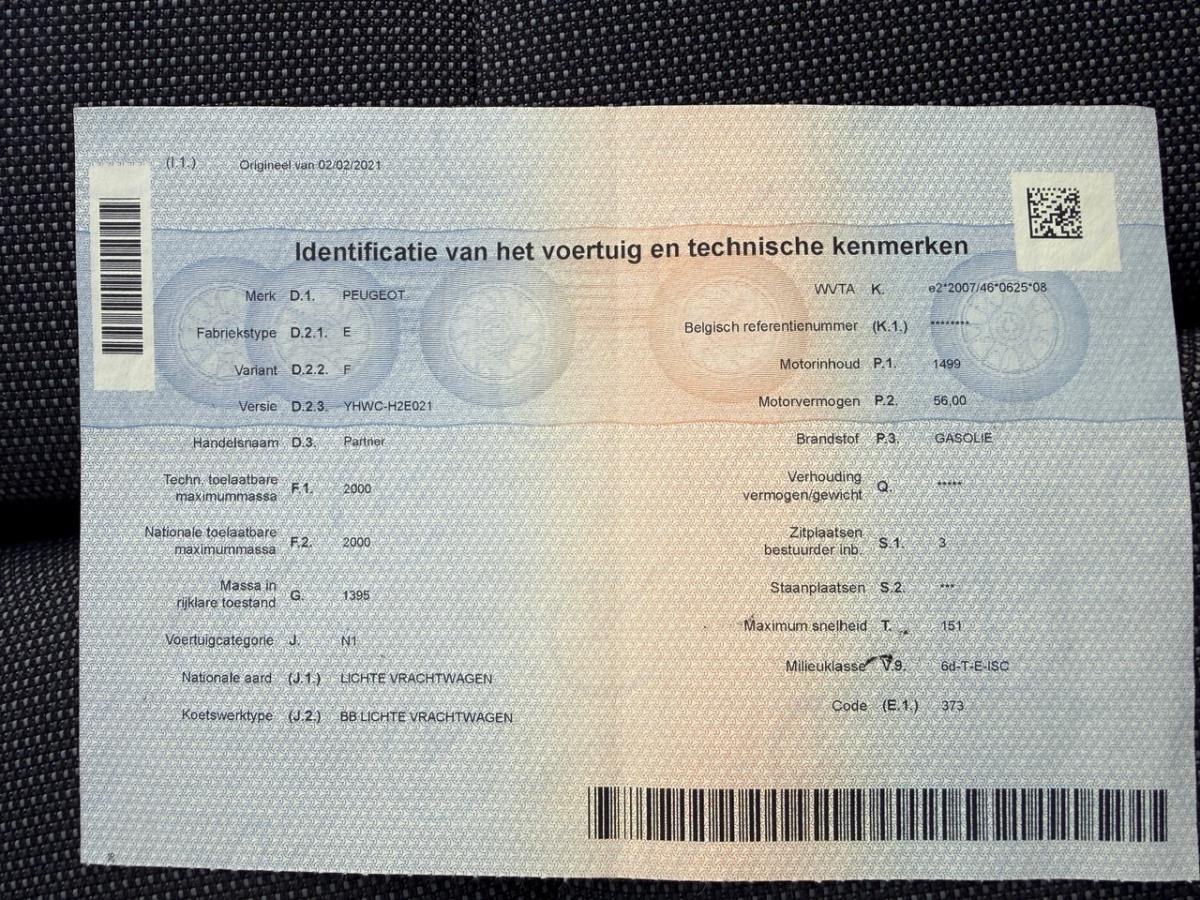 (I.1.) Origineel van 02/02/2021
Identificatie van het voertuig en technische kenmerken
Merk D.1. PEUGEOT
Fabriekstype D.2.1. E
Variant D.2.2. F
Versie D.2.3. YHWC-H2E021
Handelsnaam D.3. Partner
Techn. toelaatbare
maximummassa F.1. 2000
Nationale toelaatbare
maximummassa F.2. 2000
Massa in
rijklare toestand G. 1395
Voertuigcategorie J. N1
Nationale aard (J.1.) LICHTE VRACHTWAGEN
Koetswerktype (J.2.) BB LICHTE VRACHTWAGEN
WVTA K. e2*2007/46*0625*08
Belgisch referentienummer (K.1.) ********
Motorinhoud P.1. 1499
Motorvermogen P.2. 56,00
Brandstof P.3. GASOLIE
Verhouding
vermogen/gewicht Q. *****
Zitplaatsen
bestuurder inb. S.1. 3
Staanplaatsen S.2. ***
Maximum snelheid T. 151
Milieuklasse V.9. 6d-T-E-ISC
Code (E.1.) 373